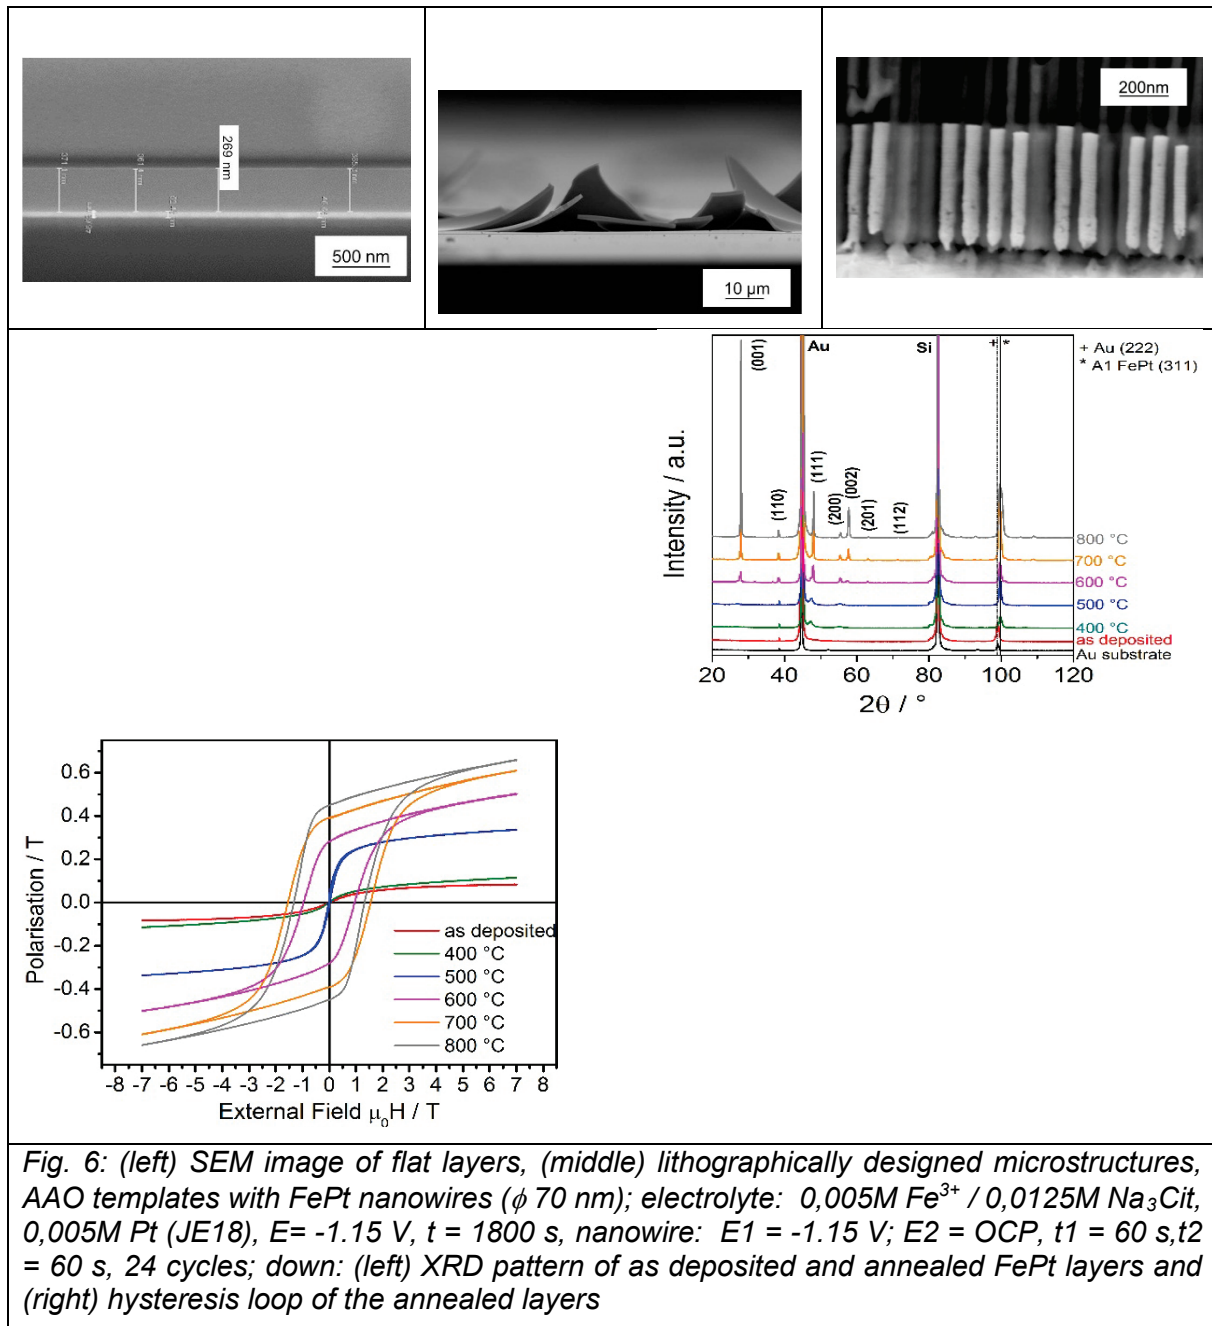 371.1 nm
361.1 nm
269 nm
500 nm
10 µm
200nm
Au
Si
+ *
+ Au (222)
* A1 FePt (311)
(001)
(110)
(111)
(200)
(002)
(201)
(112)
Intensity / a.u.
800 °C
700 °C
600 °C
500 °C
400 °C
as deposited
Au substrate
20 40 60 80 100 120
2θ / °
0.6
0.4
0.2
0.0
-0.2
-0.4
-0.6
Polarisation / T
as deposited
400 °C
500 °C
600 °C
700 °C
800 °C
-8 -7 -6 -5 -4 -3 -2 -1 0 1 2 3 4 5 6 7 8
External Field μ₀H / T
Fig. 6: (left) SEM image of flat layers, (middle) lithographically designed microstructures,
AAO templates with FePt nanowires (ϕ 70 nm); electrolyte: 0,005M Fe³⁺ / 0,0125M Na₃Cit,
0,005M Pt (JE18), E= -1.15 V, t = 1800 s, nanowire: E1 = -1.15 V; E2 = OCP, t1 = 60 s,t2
= 60 s, 24 cycles; down: (left) XRD pattern of as deposited and annealed FePt layers and
(right) hysteresis loop of the annealed layers